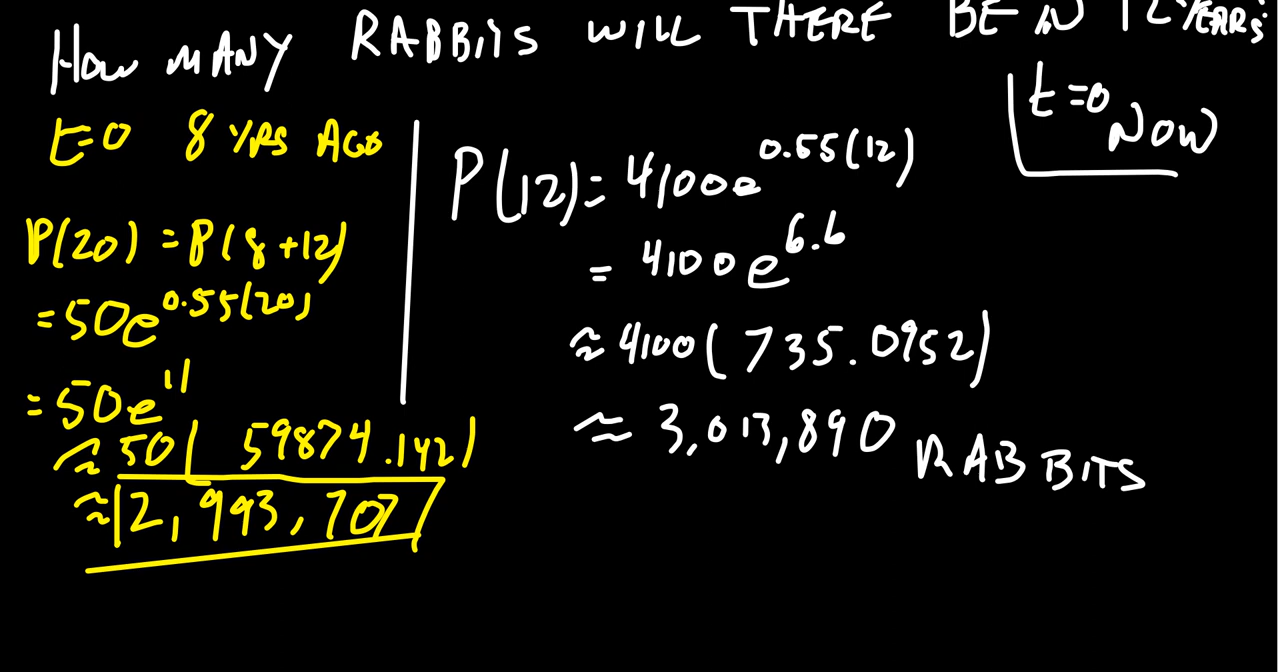 HOW MANY RABBITS WILL THERE BE IN 12 YEARS?
t=0 NOW
t=0 8 YRS AGO
P(20) = P(8+12)
=50e^0.55(20)
=50e^11
≈50(59874.142)
≈2,993,707
P(12)=4100e^0.55(12)
=4100e^6.6
≈4100(735.0952)
≈3,013,890 RABBITS